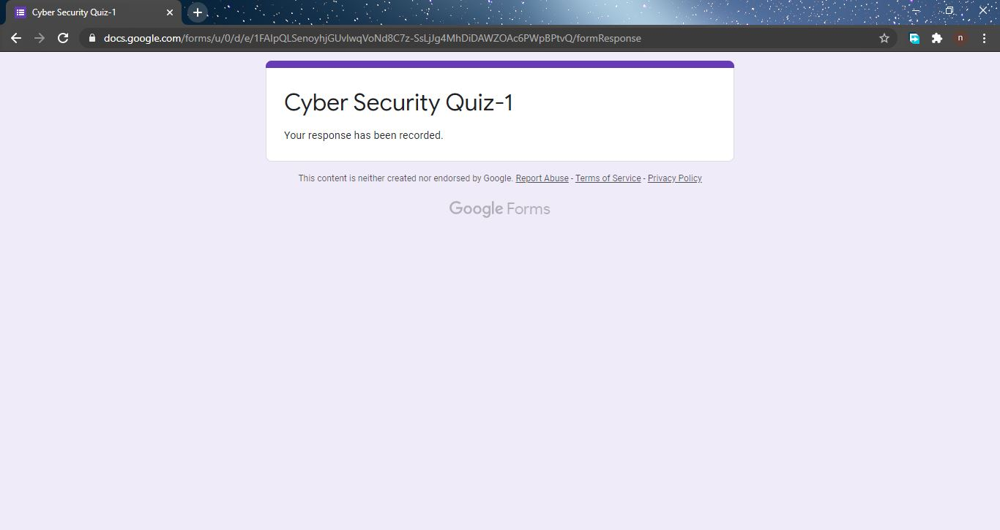 Cyber Security Quiz-1
docs.google.com/forms/u/0/d/e/1FAIpQLSenoyhjGUvlwqVoNd8C7z-SsLjJg4MhDiDAWZOAc6PWpBPtvQ/formResponse
n
Cyber Security Quiz-1
Your response has been recorded.
This content is neither created nor endorsed by Google. Report Abuse - Terms of Service - Privacy Policy
Google Forms